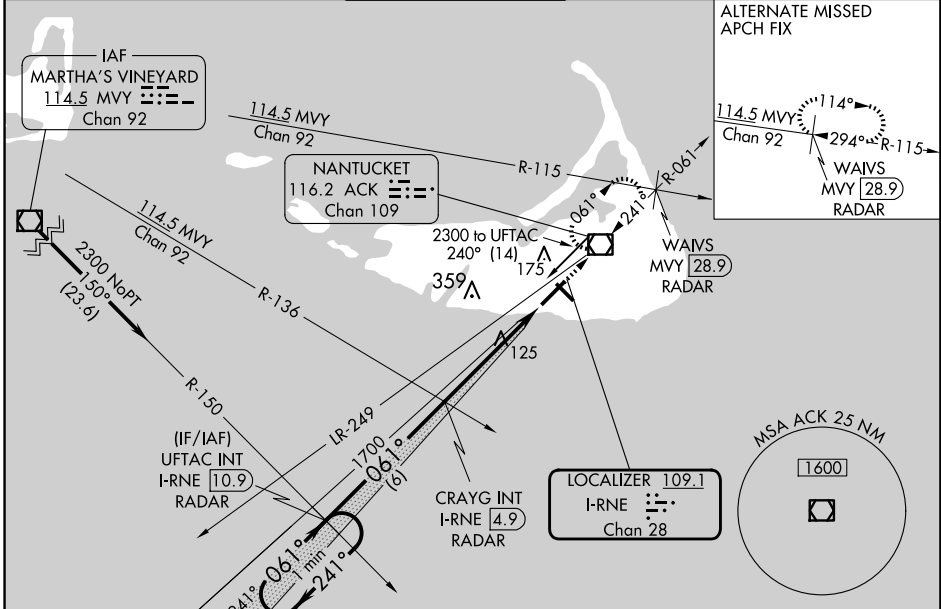 IAF
MARTHA'S VINEYARD
114.5 MVY
Chan 92
114.5 MVY
Chan 92
R-115
R-061
NANTUCKET
116.2 ACK
Chan 109
061°
241°
2300 to UFTAC
240° (14)
175
359
125
WAIVS
MVY 28.9
RADAR
114.5 MVY
Chan 92
R-136
2300 NoPT
150°
(23.6)
R-150
LR-249
1700
061°
(6)
(IF/IAF)
UFTAC INT
I-RNE 10.9
RADAR
CRAYG INT
I-RNE 4.9
RADAR
LOCALIZER 109.1
I-RNE
Chan 28
061°
1 min
241°
241°
MSA ACK 25 NM
1600
ALTERNATE MISSED
APCH FIX
114.5 MVY
Chan 92
114°
294°
R-115
WAIVS
MVY 28.9
RADAR